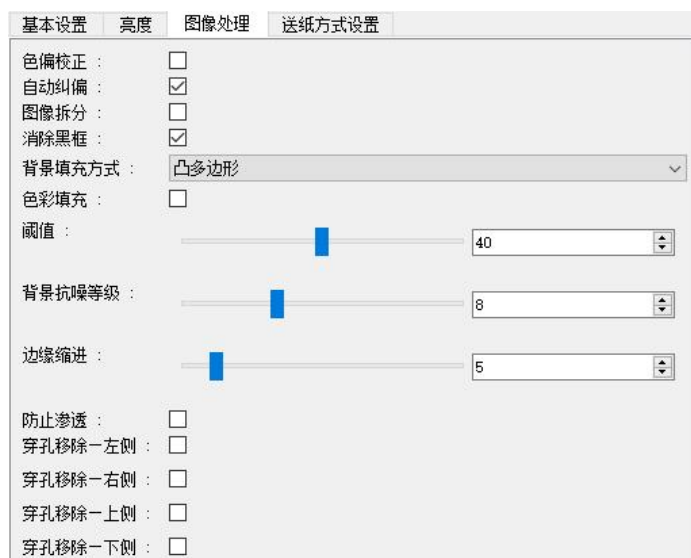 基本设置 亮度 图像处理 送纸方式设置
色偏校正 :
自动纠偏 :
图像拆分 :
消除黑框 :
背景填充方式 : 凸多边形
色彩填充 :
阈值 : 40
背景抗噪等级 : 8
边缘缩进 : 5
防止渗透 :
穿孔移除一左侧 :
穿孔移除一右侧 :
穿孔移除一上侧 :
穿孔移除一下侧 :